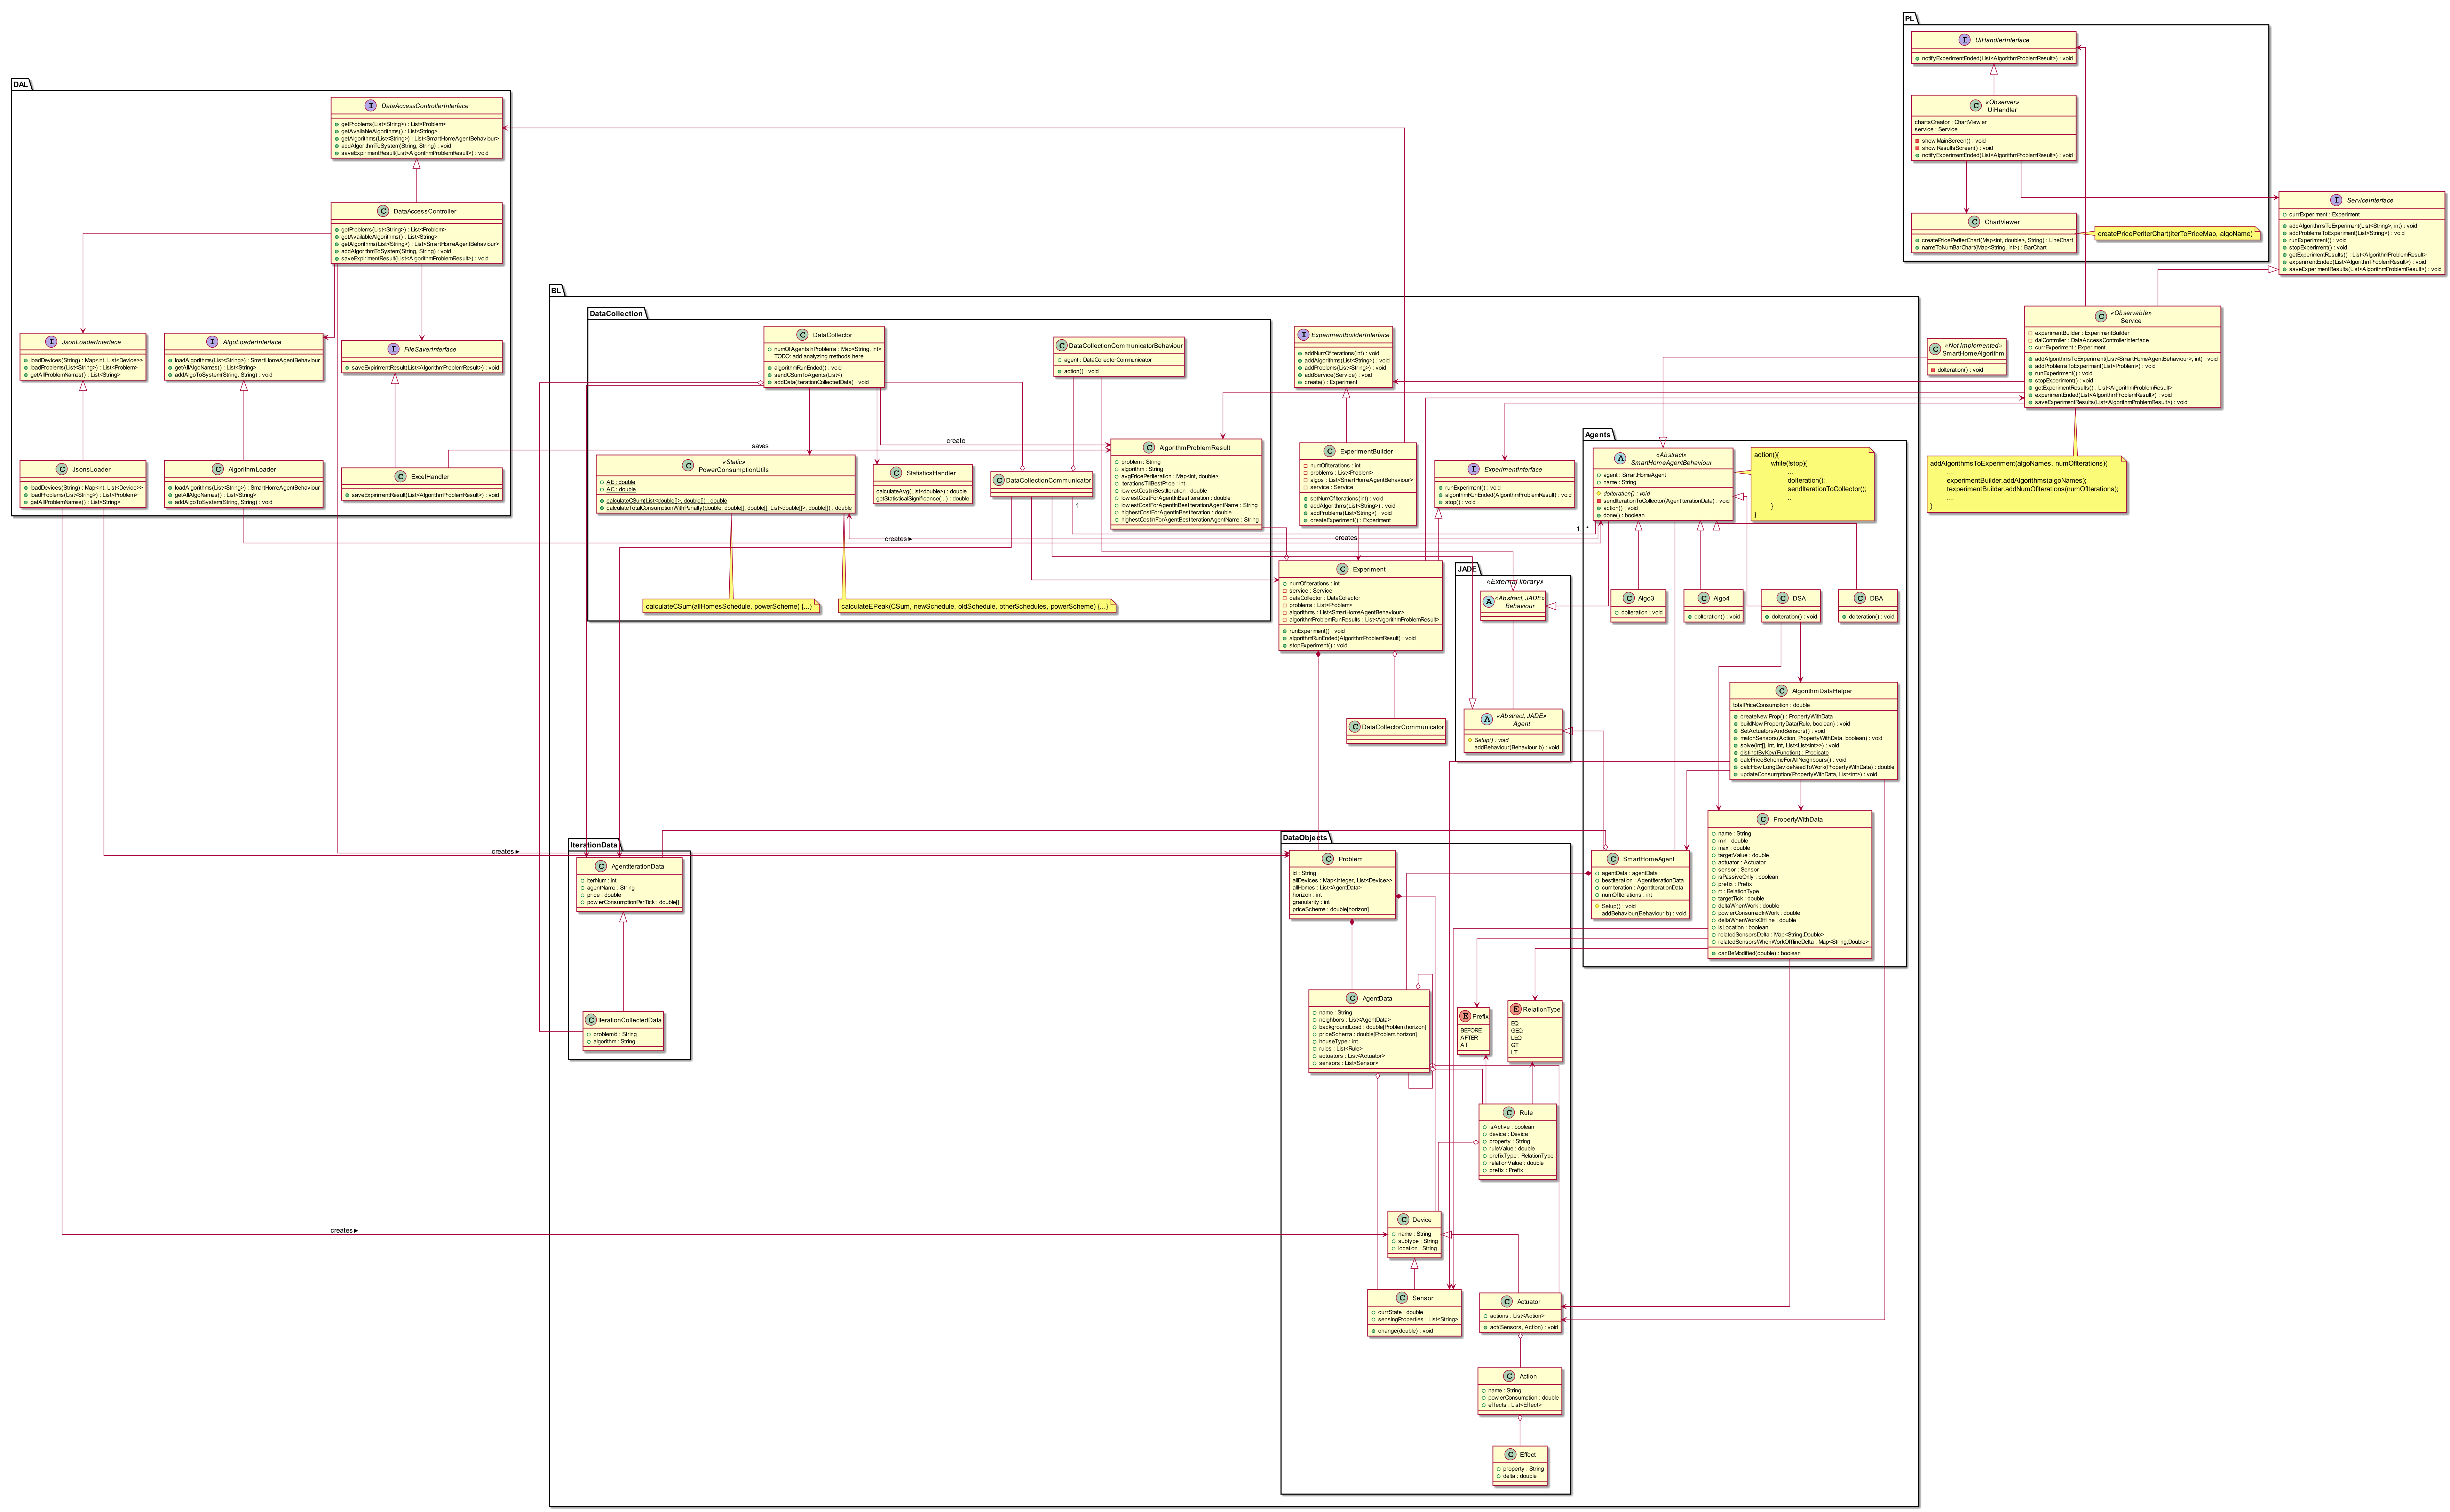 PL
UiHandlerInterface
notifyExperimentEnded(List<AlgorithmProblemResult>) : void
«Observer»
UiHandler
chartsCreator : ChartViewer
service : Service
showMainScreen() : void
showResultsScreen() : void
notifyExperimentEnded(List<AlgorithmProblemResult>) : void
ChartViewer
createPricePerIterChart(Map<int, double>, String) : LineChart
nameToNumBarChart(Map<String, int>) : BarChart
createPricePerIterChart(iterToPriceMap, algoName)
ServiceInterface
currExperiment : Experiment
addAlgorithmsToExperiment(List<String>, int) : void
addProblemsToExperiment(List<String>) : void
runExperimrent() : void
stopExperiment() : void
getExperimentResults() : List<AlgorithmProblemResult>
experimentEnded(List<AlgorithmProblemResult>) : void
saveExperimentResults(List<AlgorithmProblemResult>) : void
«Observable»
Service
experimentBuilder : ExperimentBuilder
dalController : DataAccessControllerInterface
currExperiment : Experiment
addAlgorithmsToExperiment(List<SmartHomeAgentBehaviour>, int) : void
addProblemsToExperiment(List<Problem>) : void
runExperimrent() : void
stopExperiment() : void
getExperimentResults() : List<AlgorithmProblemResult>
experimentEnded(List<AlgorithmProblemResult>) : void
saveExperimentResults(List<AlgorithmProblemResult>) : void
addAlgorithmsToExperiment(algoNames, numOfIterations){
...
experimentBuilder.addAlgorithms(algoNames);
texperimentBuilder.addNumOfIterations(numOfIterations);
...
}
DAL
DataAccessControllerInterface
getProblems(List<String>) : List<Problem>
getAvailableAlgorithms() : List<String>
getAlgorithms(List<String>) : List<SmartHomeAgentBehaviour>
addAlgorithmToSystem(String, String) : void
saveExpirimentResult(List<AlgorithmProblemResult>) : void
DataAccessController
getProblems(List<String>) : List<Problem>
getAvailableAlgorithms() : List<String>
getAlgorithms(List<String>) : List<SmartHomeAgentBehaviour>
addAlgorithmToSystem(String, String) : void
saveExpirimentResult(List<AlgorithmProblemResult>) : void
JsonLoaderInterface
loadDevices(String) : Map<int, List<Device>>
loadProblems(List<String>) : List<Problem>
getAllProblemNames() : List<String>
AlgoLoaderInterface
loadAlgorithms(List<String>) : SmartHomeAgentBehaviour
getAllAlgoNames() : List<String>
addAlgoToSystem(String, String) : void
FileSaverInterface
saveExpirimentResult(List<AlgorithmProblemResult>) : void
JsonsLoader
loadDevices(String) : Map<int, List<Device>>
loadProblems(List<String>) : List<Problem>
getAllProblemNames() : List<String>
AlgorithmLoader
loadAlgorithms(List<String>) : SmartHomeAgentBehaviour
getAllAlgoNames() : List<String>
addAlgoToSystem(String, String) : void
ExcelHandler
saveExpirimentResult(List<AlgorithmProblemResult>) : void
BL
DataCollection
DataCollector
numOfAgentsInProblems : Map<String, int>
TODO: add analyzing methods here
algorithmRunEnded() : void
sendCSumToAgents(List<)
addData(IterationCollectedData) : void
DataCollectionCommunicatorBehaviour
agent : DataCollectorCommunicator
action() : void
saves
create
«Static»
PowerConsumptionUtils
AE : double
AC : double
calculateCSum(List<double[]>, double[]) : double
calculateTotalConsumptionWithPenalty(double, double[], double[], List<double[]>, double[]) : double
StatisticsHandler
calculateAvg(List<double>) : double
getStatisticalSignificance(...) : double
DataCollectionCommunicator
1
AlgorithmProblemResult
problem : String
algorithm : String
avgPricePerIteration : Map<int, double>
iterationsTillBestPrice : int
lowestCostInBestIteration : double
lowestCostForAgentInBestIteration : double
lowestCostForAgentInBestIterationAgentName : String
highestCostForAgentInBestIteration : double
highestCostInForAgentBestIterationAgentName : String
creates ►
creates
1...*
calculateCSum(allHomesSchedule, powerScheme) {...}
calculateEPeak(CSum, newSchedule, oldSchedule, otherSchedules, powerScheme) {...}
ExperimentBuilderInterface
addNumOfIterations(int) : void
addAlgorithms(List<String>) : void
addProblems(List<String>) : void
addService(Service) : void
create() : Experiment
ExperimentBuilder
numOfIterations : int
problems : List<Problem>
algos : List<SmartHomeAgentBehaviour>
service : Service
setNumOfIterations(int) : void
addAlgorithms(List<String>) : void
addProblems(List<String>) : void
createExperiment() : Experiment
ExperimentInterface
runExperiment() : void
algorithmRunEnded(AlgorithmProblemResult) : void
stop() : void
Experiment
numOfIterations : int
service : Service
dataCollector : DataCollector
problems : List<Problem>
algorithms : List<SmartHomeAgentBehaviour>
algorithmProblemRunResults : List<AlgorithmProblemResult>
runExperiment() : void
algorithmRunEnded(AlgorithmProblemResult) : void
stopExperiment() : void
DataCollectorCommunicator
JADE
«External library»
«Abstract, JADE»
Behaviour
«Abstract, JADE»
Agent
Setup() : void
addBehaviour(Behaviour b) : void
«Not Implemented»
SmartHomeAlgorithm
doIteration() : void
Agents
«Abstract»
SmartHomeAgentBehaviour
agent : SmartHomeAgent
name : String
doIteration() : void
sendIterationToCollector(AgentIterationData) : void
action() : void
done() : boolean
action(){
while(!stop){
...
doIteration();
sendIterationToCollector();
..
}
}
Algo3
doIteration : void
Algo4
doIteration() : void
DSA
doIteration() : void
DBA
doIteration() : void
AlgorithmDataHelper
totalPriceConsumption : double
createNewProp() : PropertyWithData
buildNewPropertyData(Rule, boolean) : void
SetActuatorsAndSensors() : void
matchSensors(Action, PropertyWithData, boolean) : void
solve(int[], int, int, List<List<int>>) : void
distinctByKey(Function) : Predicate
calcPriceSchemeForAllNeighbours() : void
calcHowLongDeviceNeedToWork(PropertyWithData) : double
updateConsumption(PropertyWithData, List<int>) : void
PropertyWithData
name : String
min : double
max : double
targetValue : double
actuator : Actuator
sensor : Sensor
isPassiveOnly : boolean
prefix : Prefix
rt : RelationType
targetTick : double
deltaWhenWork : double
powerConsumedInWork : double
deltaWhenWorkOffline : double
isLocation : boolean
relatedSensorsDelta : Map<String,Double>
relatedSensorsWhenWorkOfflineDelta : Map<String,Double>
canBeModified(double) : boolean
SmartHomeAgent
agentData : agentData
bestIteration : AgentIterationData
currIteration : AgentIterationData
numOfIterations : int
Setup() : void
addBehaviour(Behaviour b) : void
IterationData
creates ►
AgentIterationData
iterNum : int
agentName : String
price : double
powerConsumptionPerTick : double[]
IterationCollectedData
problemId : String
algorithm : String
DataObjects
Problem
id : String
allDevices : Map<Integer, List<Device>>
allHomes : List<AgentData>
horizon : int
granularity : int
priceScheme : double[horizon]
AgentData
name : String
neighbors : List<AgentData>
backgroundLoad : double[Problem.horizon]
priceSchema : double[Problem.horizon]
houseType : int
rules : List<Rule>
actuators : List<Actuator>
sensors : List<Sensor>
Prefix
BEFORE
AFTER
AT
RelationType
EQ
GEQ
LEQ
GT
LT
Rule
isActive : boolean
device : Device
property : String
ruleValue : double
prefixType : RelationType
relationValue : double
prefix : Prefix
creates ►
Device
name : String
subtype : String
location : String
Sensor
currState : double
sensingProperties : List<String>
change(double) : void
Actuator
actions : List<Action>
act(Sensors, Action) : void
Action
name : String
powerConsumption : double
effects : List<Effect>
Effect
property : String
delta : double